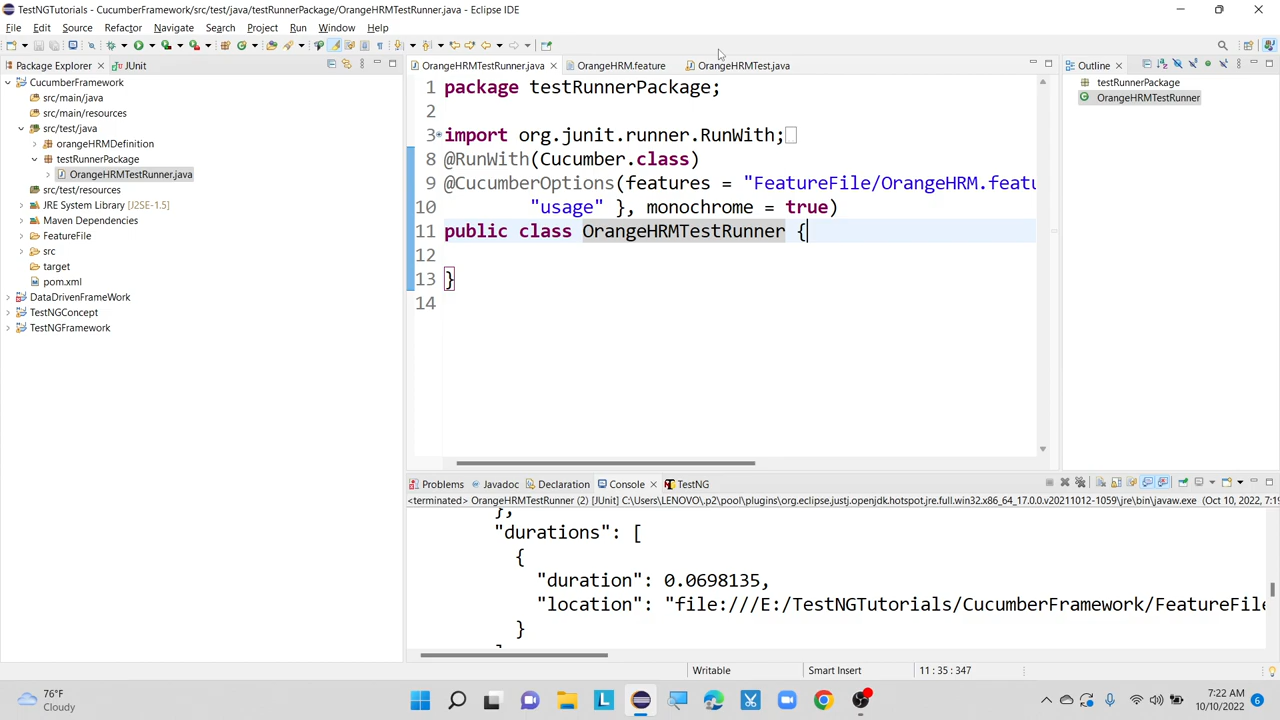 TestNGTutorials - CucumberFramework/src/test/java/testRunnerPackage/OrangeHRMTestRunner.java - Eclipse IDE
File Edit Source Refactor Navigate Search Project Run Window Help
Package Explorer JUnit
CucumberFramework
src/main/java
src/main/resources
src/test/java
orangeHRMDefinition
testRunnerPackage
OrangeHRMTestRunner.java
src/test/resources
JRE System Library [J2SE-1.5]
Maven Dependencies
FeatureFile
src
target
pom.xml
DataDrivenFrameWork
TestNGConcept
TestNGFramework
OrangeHRMTestRunner.java OrangeHRM.feature OrangeHRMTest.java
1 package testRunnerPackage;
2
3 import org.junit.runner.RunWith;
8 @RunWith(Cucumber.class)
9 @CucumberOptions(features = "FeatureFile/OrangeHRM.featu
10 "usage" }, monochrome = true)
11 public class OrangeHRMTestRunner {
12
13 }
14
Outline
testRunnerPackage
OrangeHRMTestRunner
Problems Javadoc Declaration Console TestNG
<terminated> OrangeHRMTestRunner (2) [JUnit] C:\Users\LENOVO\.p2\pool\plugins\org.eclipse.justj.openjdk.hotspot.jre.full.win32.x86_64_17.0.0.v20211012-1059\jre\bin\javaw.exe (Oct 10, 2022, 7:19
},
"durations": [
{
"duration": 0.0698135,
"location": "file:///E:/TestNGTutorials/CucumberFramework/FeatureFile
}
Writable Smart Insert 11 : 35 : 347
76°F
Cloudy
7:22 AM
10/10/2022
6